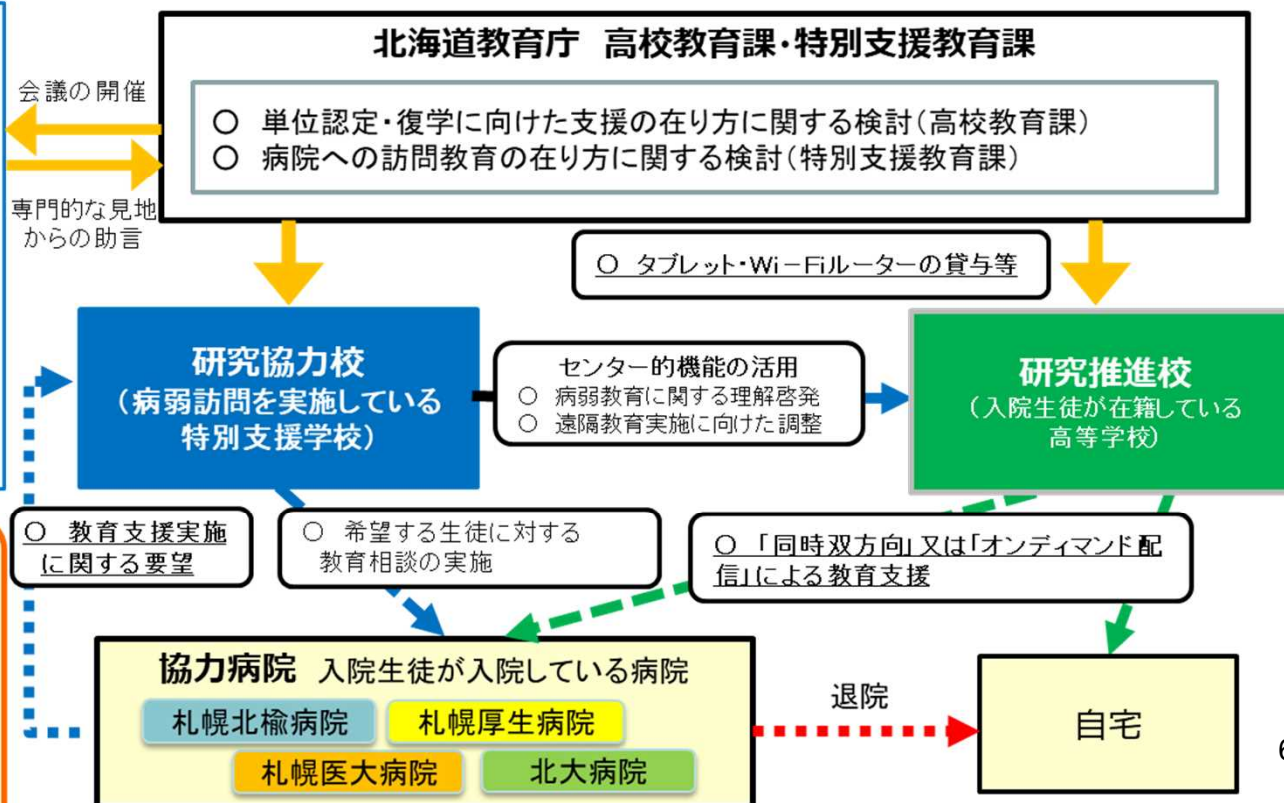 北海道教育庁 高校教育課・特別支援教育課
会議の開催
○ 単位認定・復学に向けた支援の在り方に関する検討(高校教育課)
○ 病院への訪問教育の在り方に関する検討(特別支援教育課)
専門的な見地
からの助言
○ タブレット・Wi-Fiルーターの貸与等
研究協力校
(病弱訪問を実施している
特別支援学校)
センター的機能の活用
○ 病弱教育に関する理解啓発
○ 遠隔教育実施に向けた調整
研究推進校
(入院生徒が在籍している
高等学校)
○ 教育支援実施
に関する要望
○ 希望する生徒に対する
教育相談の実施
○ 「同時双方向」又は「オンディマンド配
信」による教育支援
協力病院 入院生徒が入院している病院
札幌北楡病院
札幌厚生病院
札幌医大病院
北大病院
退院
自宅
6